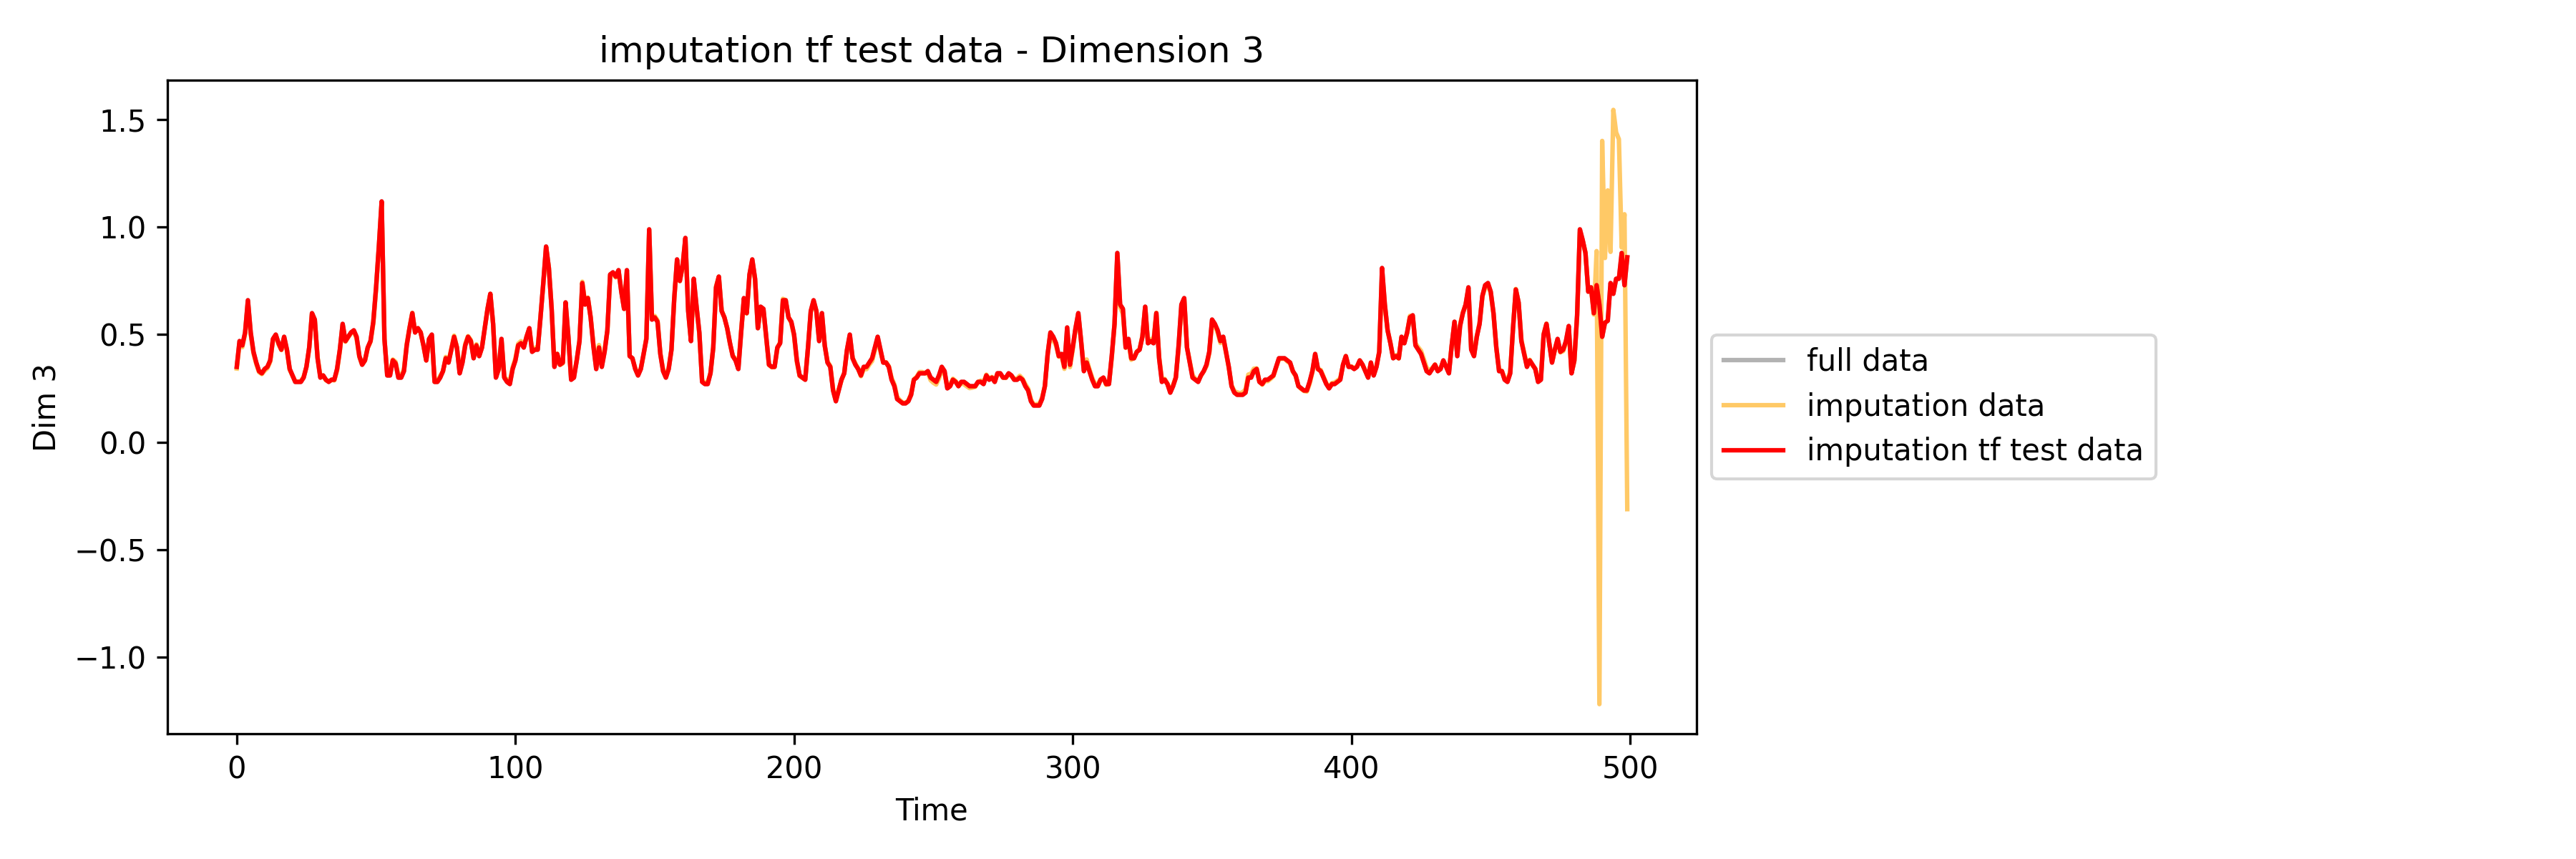 imputation tf test data - Dimension 3
Dim 3
1.5
1.0
0.5
0.0
−0.5
−1.0
0 100 200 300 400 500
Time
full data
imputation data
imputation tf test data